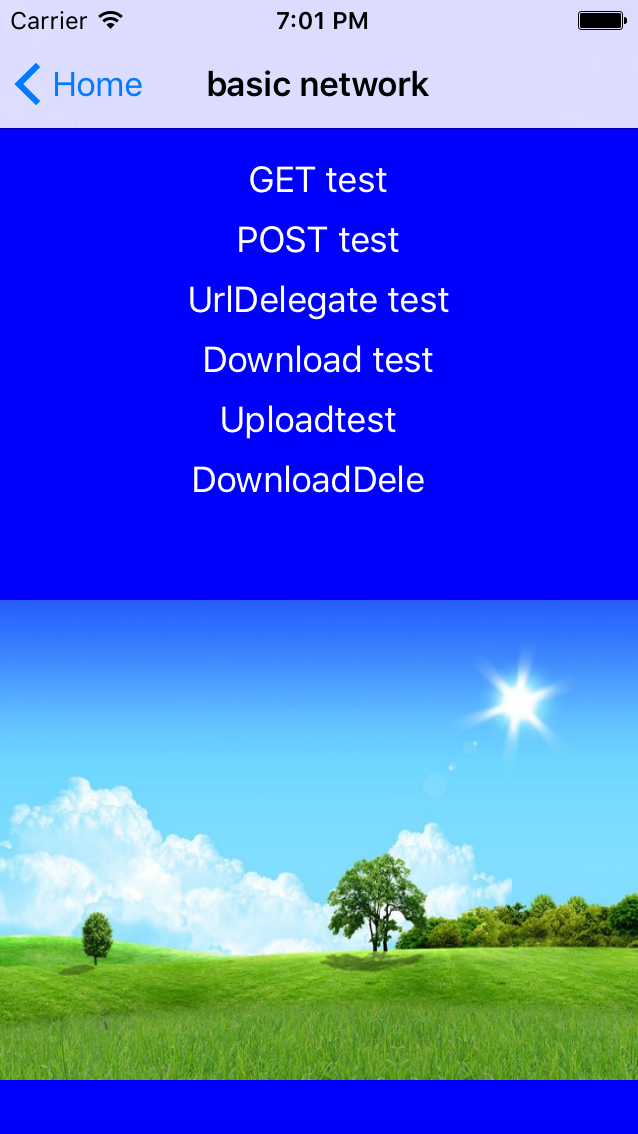 Carrier 7:01 PM
Home basic network
GET test
POST test
UrlDelegate test
Download test
Uploadtest
DownloadDele